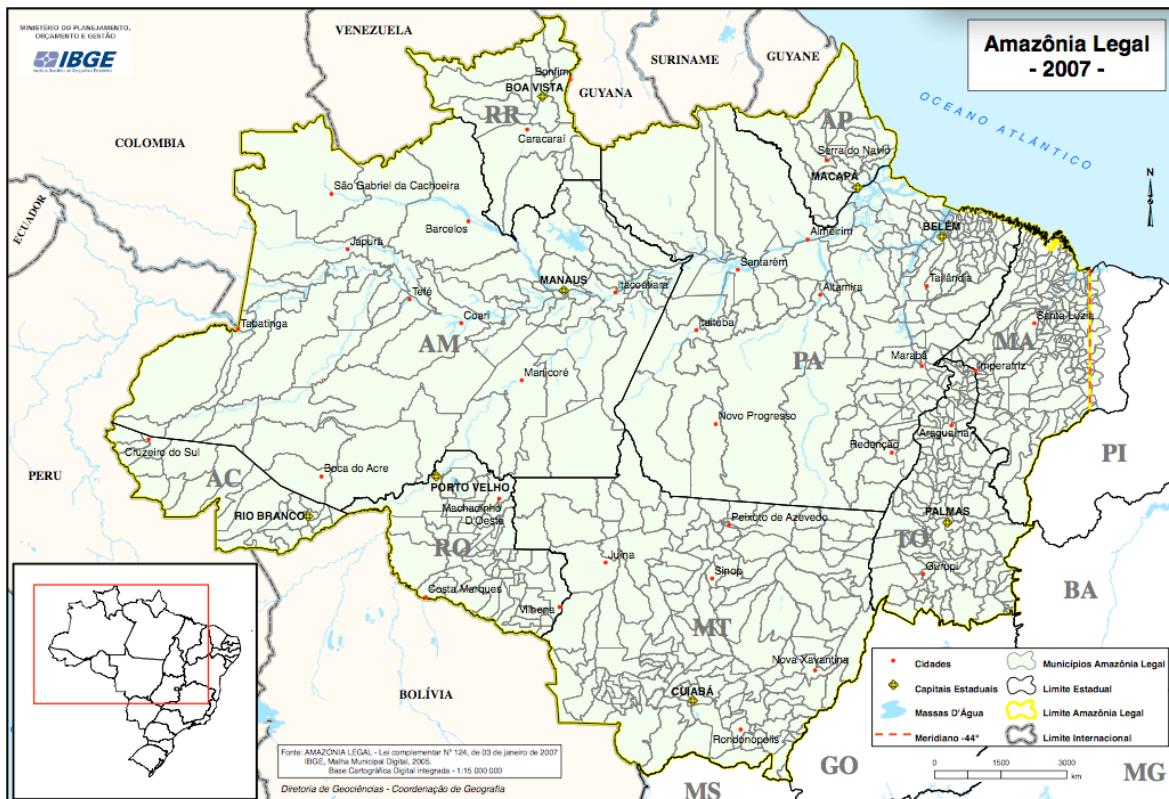 MINISTÉRIO DO PLANEJAMENTO,
ORÇAMENTO E GESTÃO
IBGE
Instituto Brasileiro de Geografia e Estatística
Amazônia Legal
- 2007 -
VENEZUELA
SURINAME
GUYANE
GUYANA
COLOMBIA
ECUADOR
PERU
BOLÍVIA
OCEANO ATLÁNTICO
N
Bonfim
BOA VISTA
RR
Caracaraí
AP
Serra do Navio
MACAPÁ
São Gabriel da Cachoeira
Barcelos
Japurá
BELÉM
Almeirim
Santarém
MANAUS
Itacoatiara
Tefé
Altamira
Tailândia
Tabatinga
Coari
Itaituba
Santa Luzia
AM
PA
MA
Marabá
Imperatriz
Manicoré
Novo Progresso
Araguaína
Redenção
Cruzeiro do Sul
AC
Boca do Acre
PORTO VELHO
Machadinho
D'Oeste
RIO BRANCO
RO
PI
Peixoto de Azevedo
PALMAS
TO
Juína
Sinop
Gurupi
Costa Marques
Vilhena
BA
MT
Nova Xavantina
CUIABÁ
Rondonópolis
GO
MS
MG
Cidades
Capitais Estaduais
Massas D'Água
Meridiano -44°
Municípios Amazônia Legal
Limite Estadual
Limite Amazônia Legal
Limite Internacional
0 1500 3000
km
Fonte: AMAZONIA LEGAL - Lei complementar Nº 124, de 03 de janeiro de 2007
IBGE, Malha Municipal Digital, 2005.
Base Cartográfica Digital integrada - 1:15 000 000
Diretoria de Geociências - Coordenação de Geografia